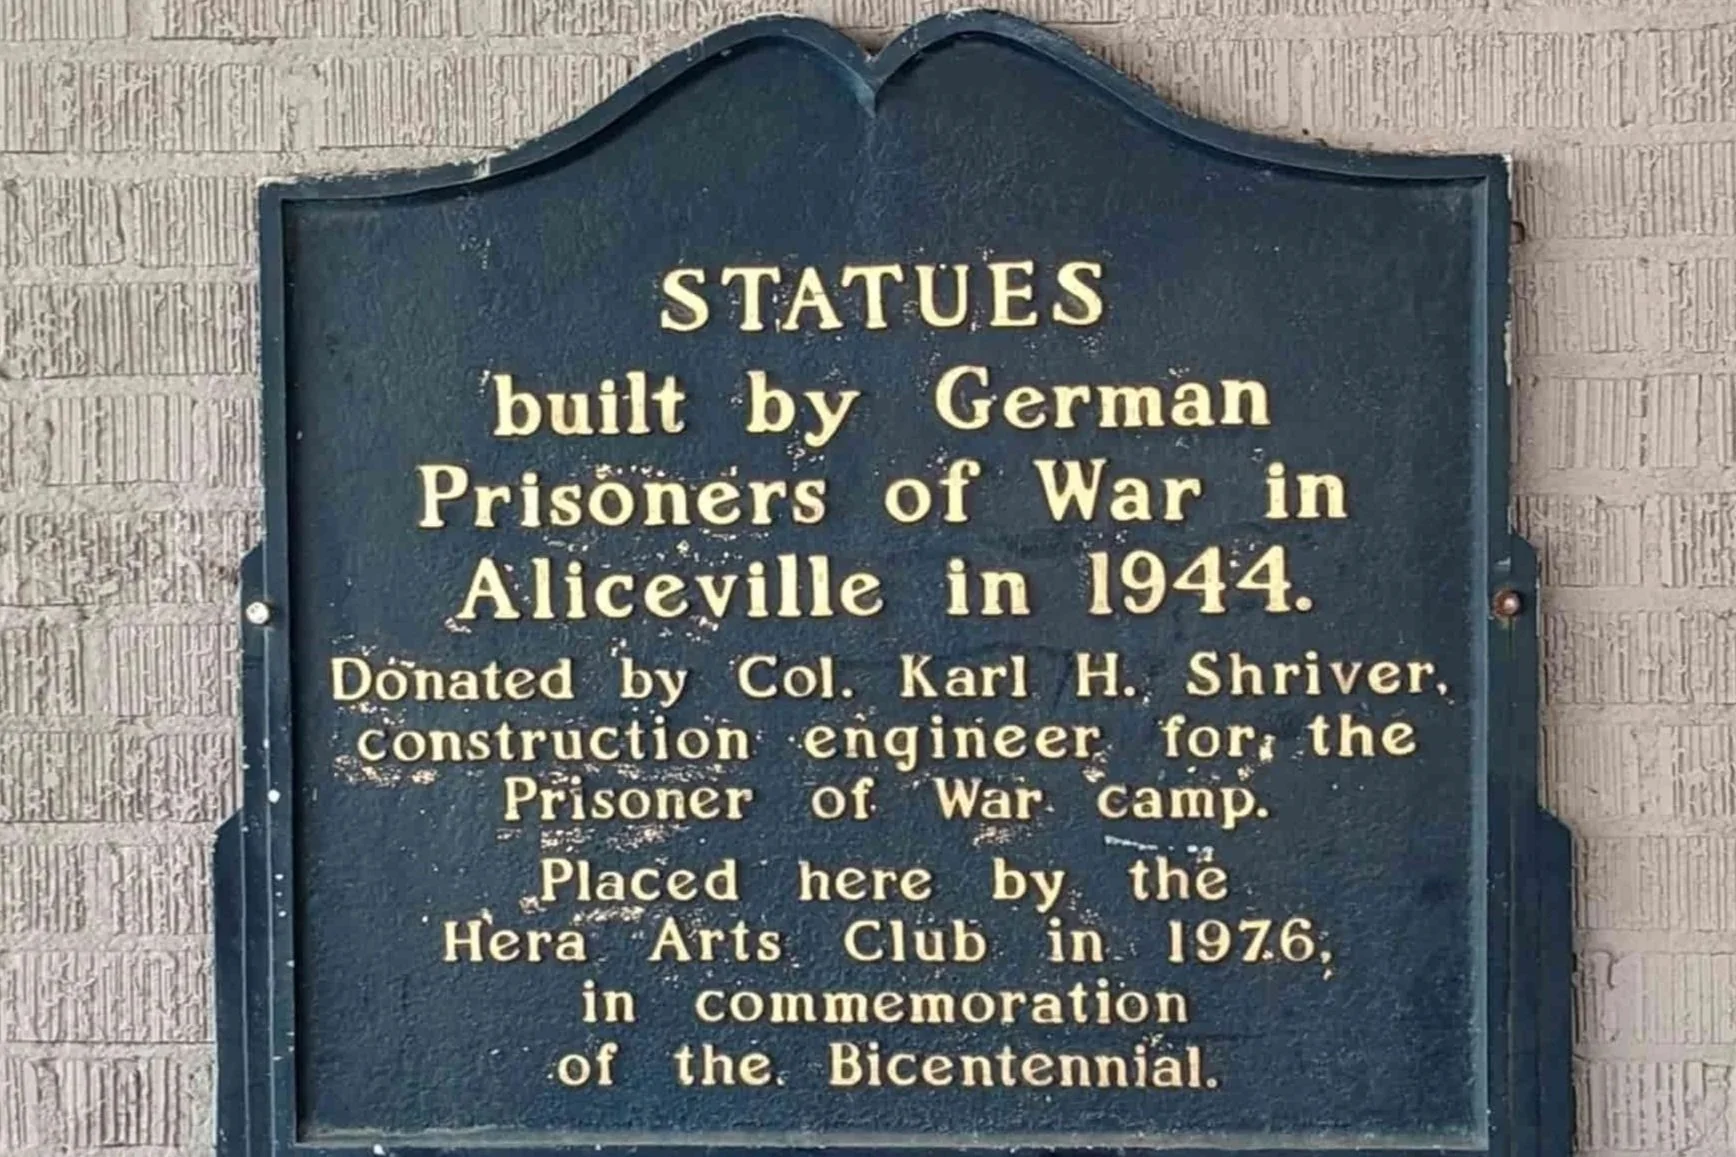 STATUES
built by German
Prisoners of War in
Aliceville in 1944.
Donated by Col. Karl H. Shriver,
construction engineer for the
Prisoner of War camp.
Placed here by the
Hera Arts Club in 1976,
in commemoration
of the Bicentennial.